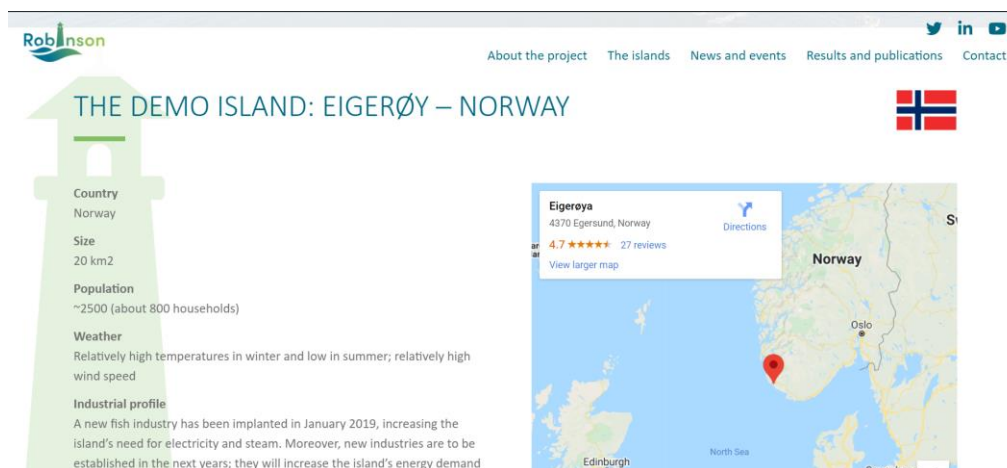 Robinson
About the project The islands News and events Results and publications Contact
THE DEMO ISLAND: EIGERØY – NORWAY
Country
Norway
Size
20 km2
Population
~2500 (about 800 households)
Weather
Relatively high temperatures in winter and low in summer; relatively high
wind speed
Industrial profile
A new fish industry has been implanted in January 2019, increasing the
island's need for electricity and steam. Moreover, new industries are to be
established in the next years; they will increase the island's energy demand
Eigerøya
4370 Egersund, Norway
Directions
4.7 27 reviews
View larger map
Norway
Oslo
North Sea
Edinburgh